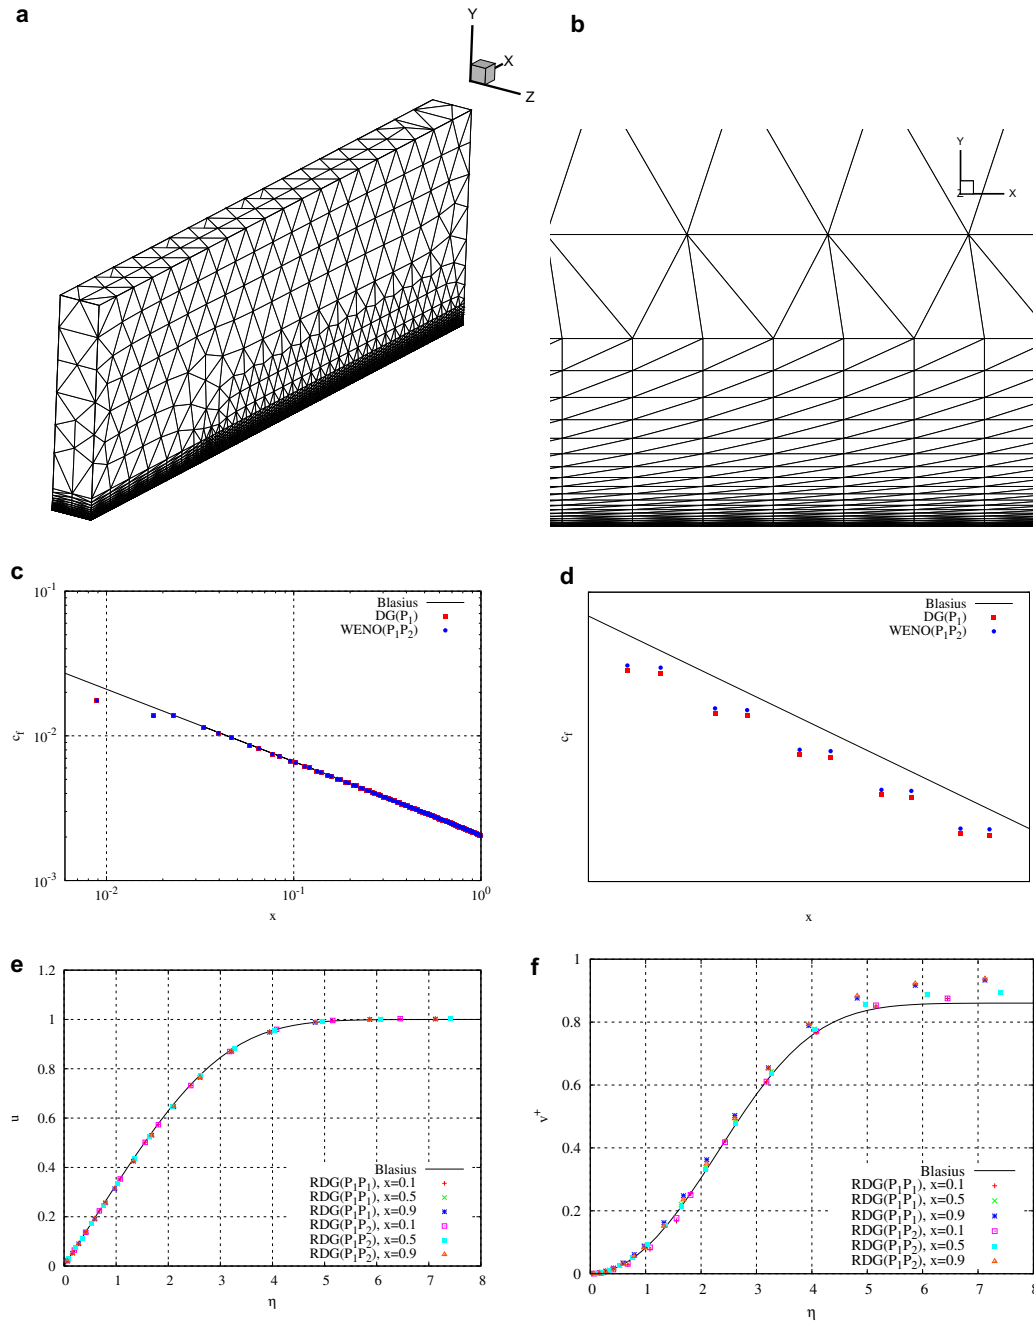 a
Y
X
Z
b
Y
Z
X
c
10^-1
Blasius
DG(P_1)
WENO(P_1P_2)
c_f
10^-2
10^-3
10^-2
10^-1
10^0
x
d
Blasius
DG(P_1)
WENO(P_1P_2)
c_f
x
e
1.2
1
0.8
u
0.6
0.4
0.2
0
Blasius
RDG(P_1P_1), x=0.1
RDG(P_1P_1), x=0.5
RDG(P_1P_1), x=0.9
RDG(P_1P_2), x=0.1
RDG(P_1P_2), x=0.5
RDG(P_1P_2), x=0.9
0 1 2 3 4 5 6 7 8
η
f
1
0.8
0.6
v^+
0.4
0.2
0
Blasius
RDG(P_1P_1), x=0.1
RDG(P_1P_1), x=0.5
RDG(P_1P_1), x=0.9
RDG(P_1P_2), x=0.1
RDG(P_1P_2), x=0.5
RDG(P_1P_2), x=0.9
0 1 2 3 4 5 6 7 8
η